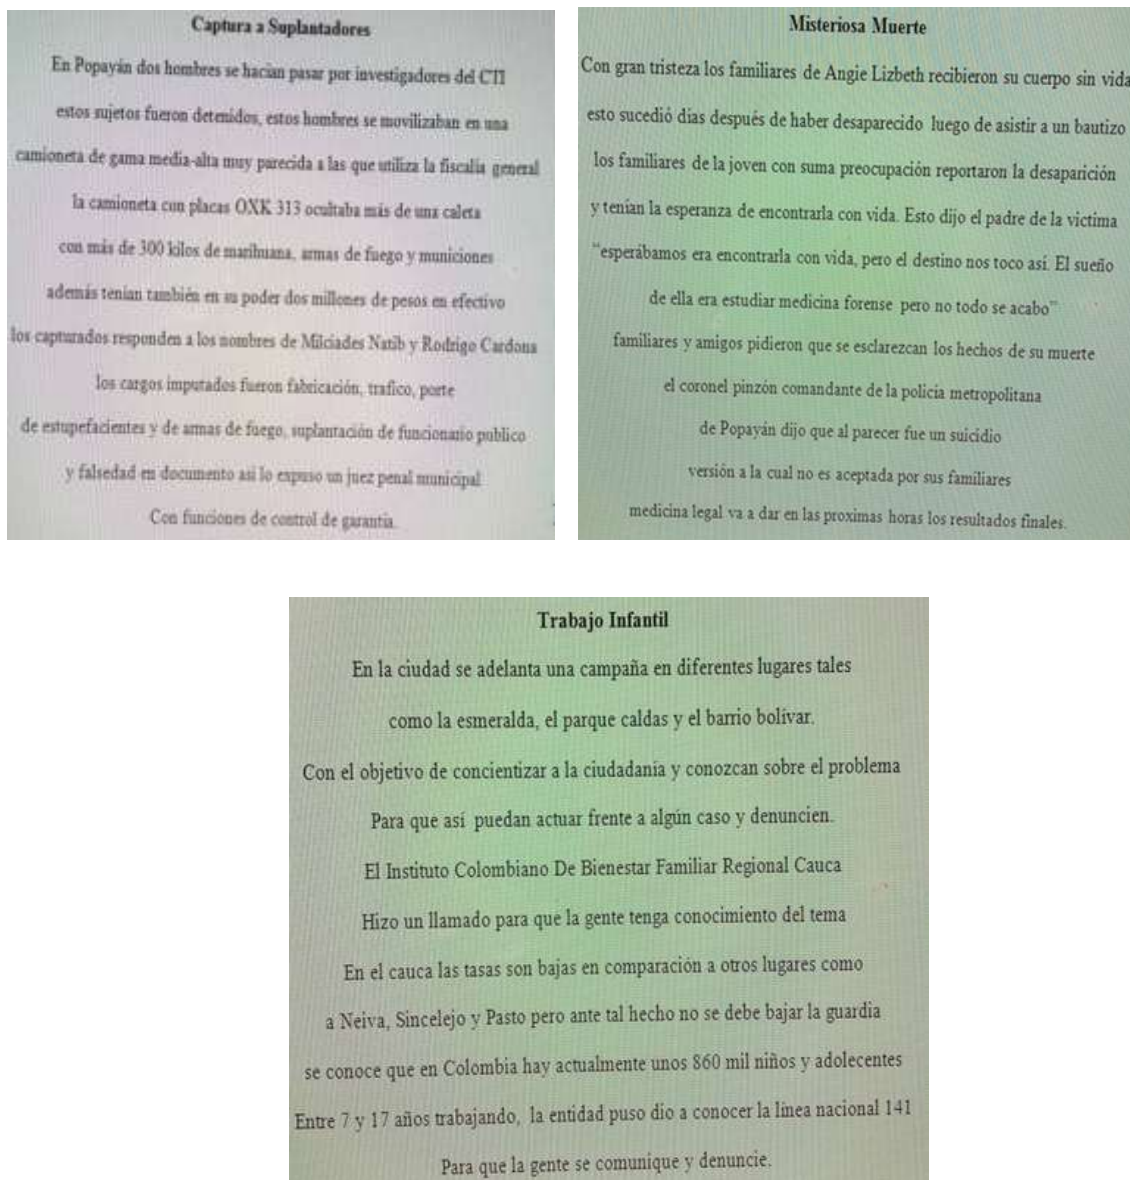 Captura a Suplantadores
En Popayán dos hombres se hacían pasar por investigadores del CTI
estos sujetos fueron detenidos, estos hombres se movilizaban en una
camioneta de gama media-alta muy parecida a las que utiliza la fiscalía general
la camioneta con placas OXK 313 ocultaba más de una caleta
con más de 300 kilos de marihuana, armas de fuego y municiones
además tenían también en su poder dos millones de pesos en efectivo
los capturados responden a los nombres de Milciades Natib y Rodrigo Cardona
los cargos imputados fueron fabricación, trafico, porte
de estupefacientes y de armas de fuego, suplantación de funcionario publico
y falsedad en documento así lo expuso un juez penal municipal
Con funciones de control de garantía.
Misteriosa Muerte
Con gran tristeza los familiares de Angie Lizbeth recibieron su cuerpo sin vida
esto sucedió días después de haber desaparecido luego de asistir a un bautizo
los familiares de la joven con suma preocupación reportaron la desaparición
y tenían la esperanza de encontrarla con vida. Esto dijo el padre de la victima
“esperábamos era encontrarla con vida, pero el destino nos toco así. El sueño
de ella era estudiar medicina forense pero no todo se acabo”
familiares y amigos pidieron que se esclarezcan los hechos de su muerte
el coronel pinzón comandante de la policía metropolitana
de Popayán dijo que al parecer fue un suicidio
versión a la cual no es aceptada por sus familiares
medicina legal va a dar en las proximas horas los resultados finales.
Trabajo Infantil
En la ciudad se adelanta una campaña en diferentes lugares tales
como la esmeralda, el parque caldas y el barrio bolívar.
Con el objetivo de concientizar a la ciudadanía y conozcan sobre el problema
Para que así puedan actuar frente a algún caso y denuncien.
El Instituto Colombiano De Bienestar Familiar Regional Cauca
Hizo un llamado para que la gente tenga conocimiento del tema
En el cauca las tasas son bajas en comparación a otros lugares como
a Neiva, Sincelejo y Pasto pero ante tal hecho no se debe bajar la guardia
se conoce que en Colombia hay actualmente unos 860 mil niños y adolecentes
Entre 7 y 17 años trabajando, la entidad puso dio a conocer la línea nacional 141
Para que la gente se comunique y denuncie.